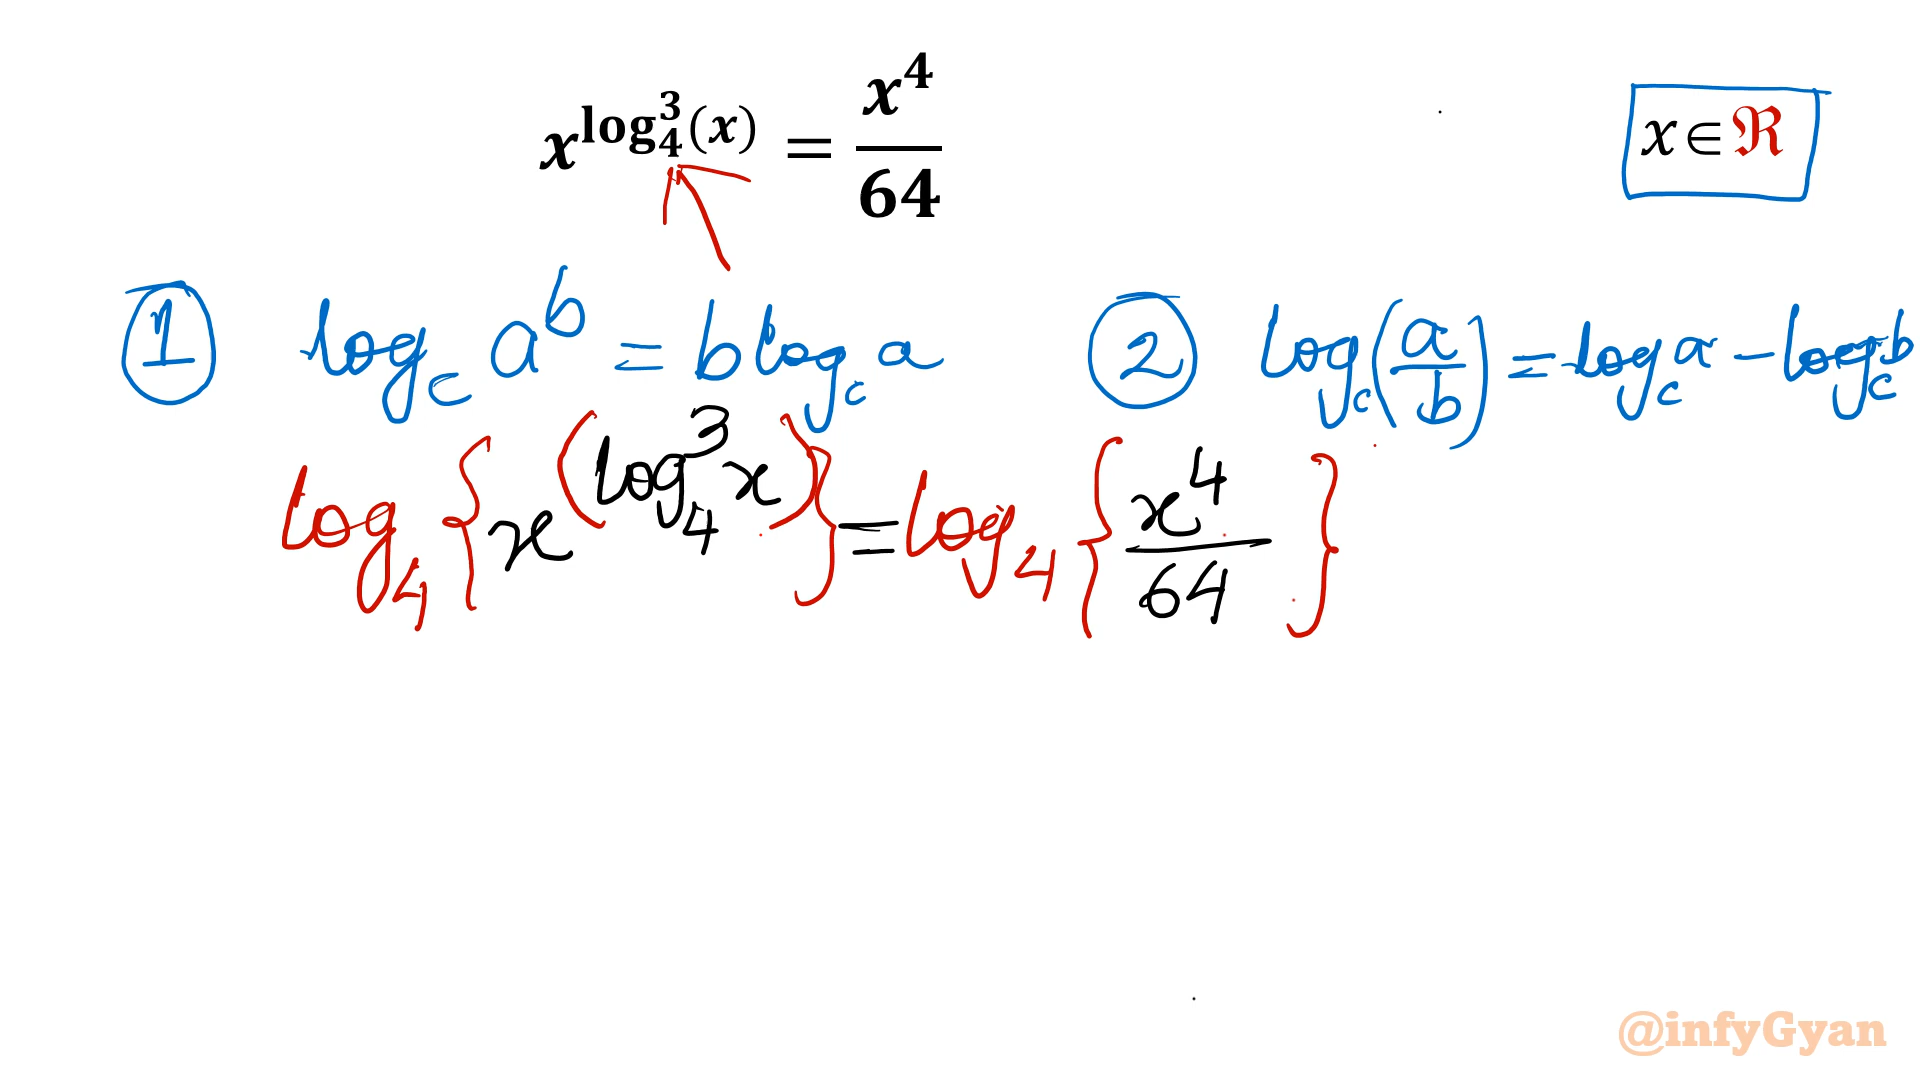 x^{log_4^3(x)} = x^4/64
x ∈ ℜ
① log_c a^b = b log_c a
② log_c(a/b) = log_c a - log_c b
log_4{x^(log_4^3 x)} = log_4{x^4/64}
@infyGyan